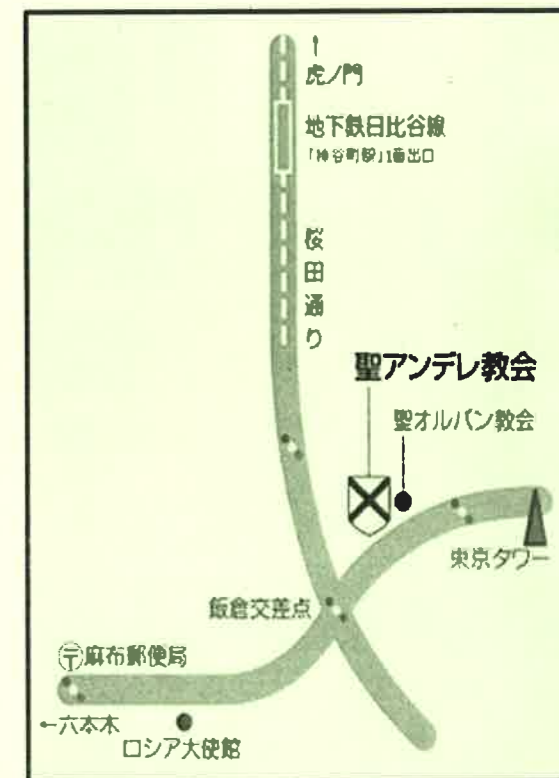 ↑
虎ノ門
地下鉄日比谷線
「神谷町駅」1番出口
桜田通り
聖アンデレ教会
聖オルバン教会
東京タワー
飯倉交差点
〒麻布郵便局
←六本木
ロシア大使館